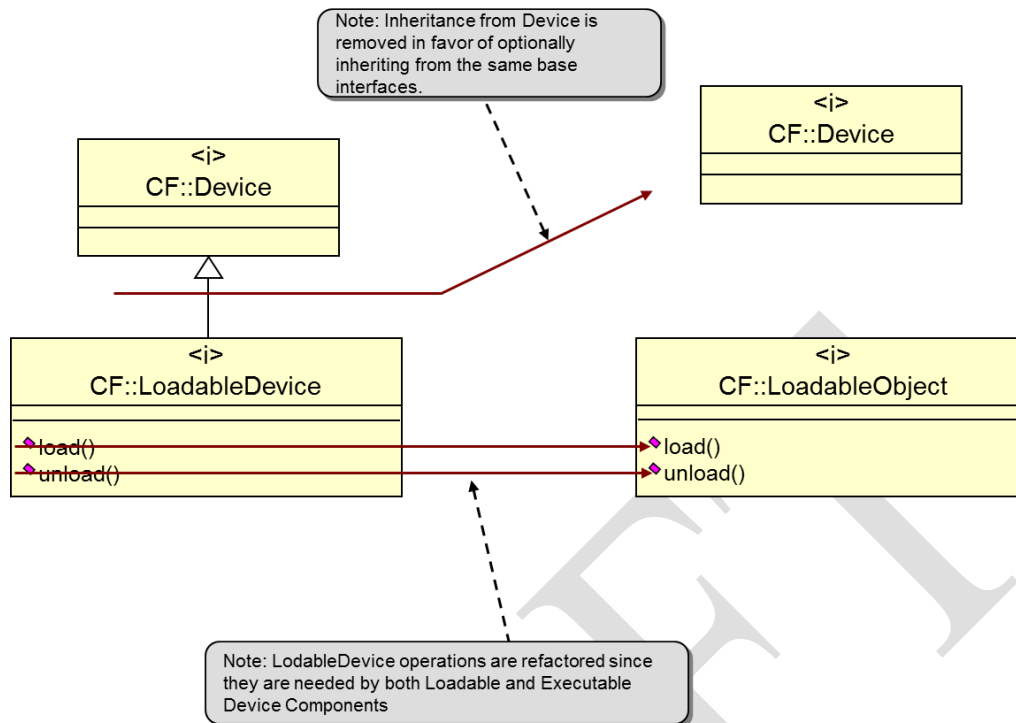 Note: Inheritance from Device is
removed in favor of optionally
inheriting from the same base
interfaces.
<i>
CF::Device
<i>
CF::Device
<i>
CF::LoadableDevice
load()
unload()
<i>
CF::LoadableObject
load()
unload()
Note: LodableDevice operations are refactored since
they are needed by both Loadable and Executable
Device Components
FT